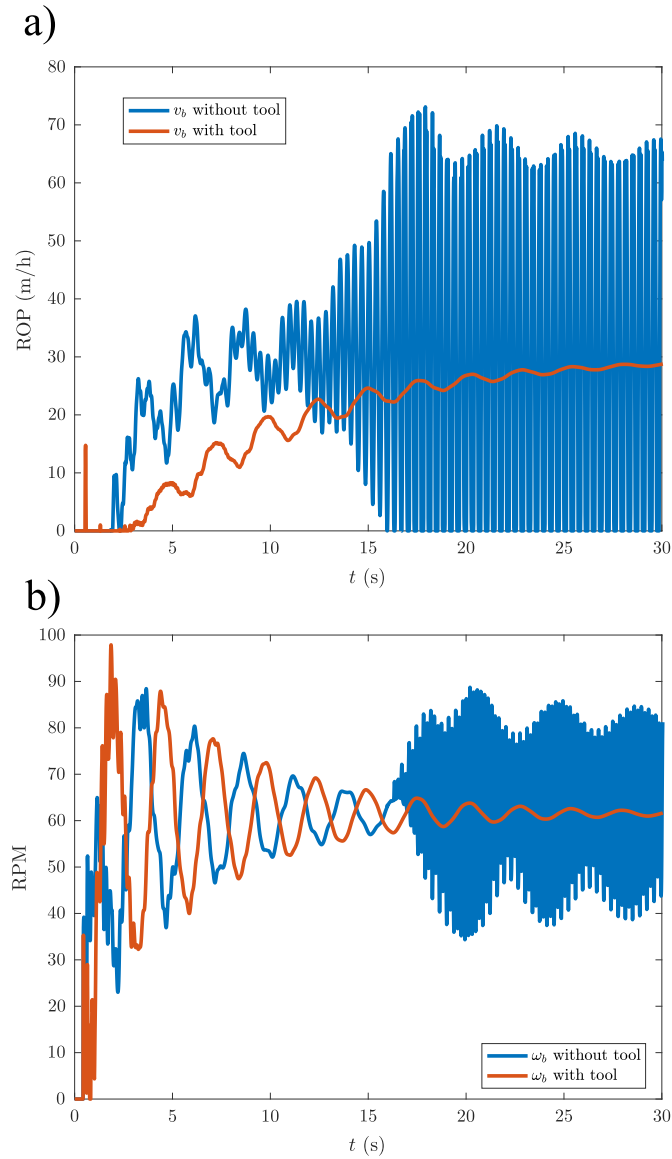 a)
80
70
60
50
40
30
20
10
0
ROP (m/h)
v_b without tool
v_b with tool
0 5 10 15 20 25 30
t (s)
b)
100
90
80
70
60
50
40
30
20
10
0
RPM
ω_b without tool
ω_b with tool
0 5 10 15 20 25 30
t (s)